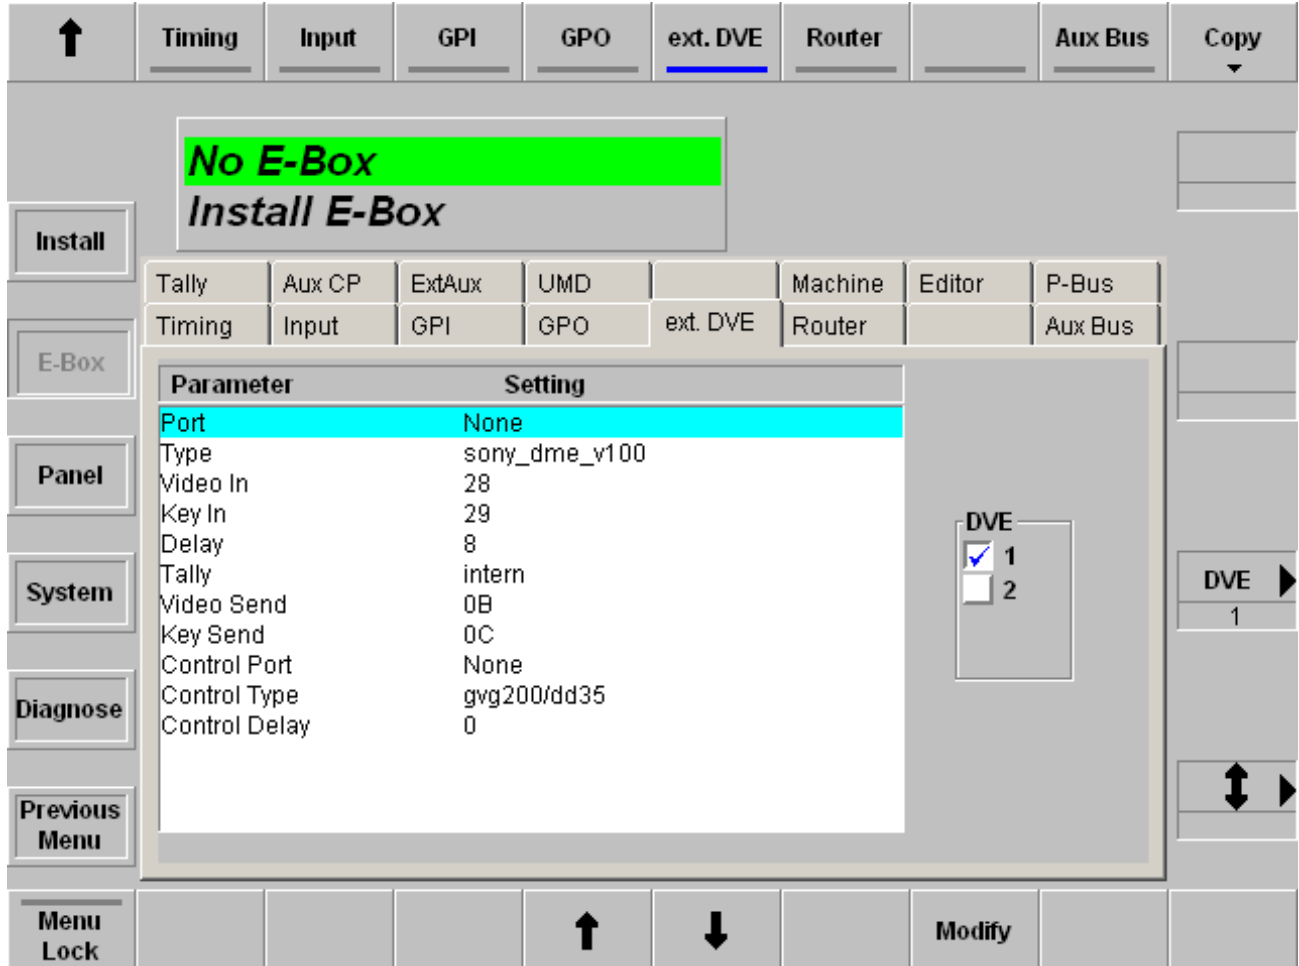 Timing Input GPI GPO ext. DVE Router Aux Bus Copy
No E-Box
Install E-Box
Install
E-Box
Panel
System
Diagnose
Previous
Menu
Tally Aux CP ExtAux UMD Machine Editor P-Bus
Timing Input GPI GPO ext. DVE Router Aux Bus
Parameter Setting
Port None
Type sony_dme_v100
Video In 28
Key In 29
Delay 8
Tally intern
Video Send 0B
Key Send 0C
Control Port None
Control Type gvg200/dd35
Control Delay 0
DVE
1
2
DVE
1
Menu
Lock
Modify